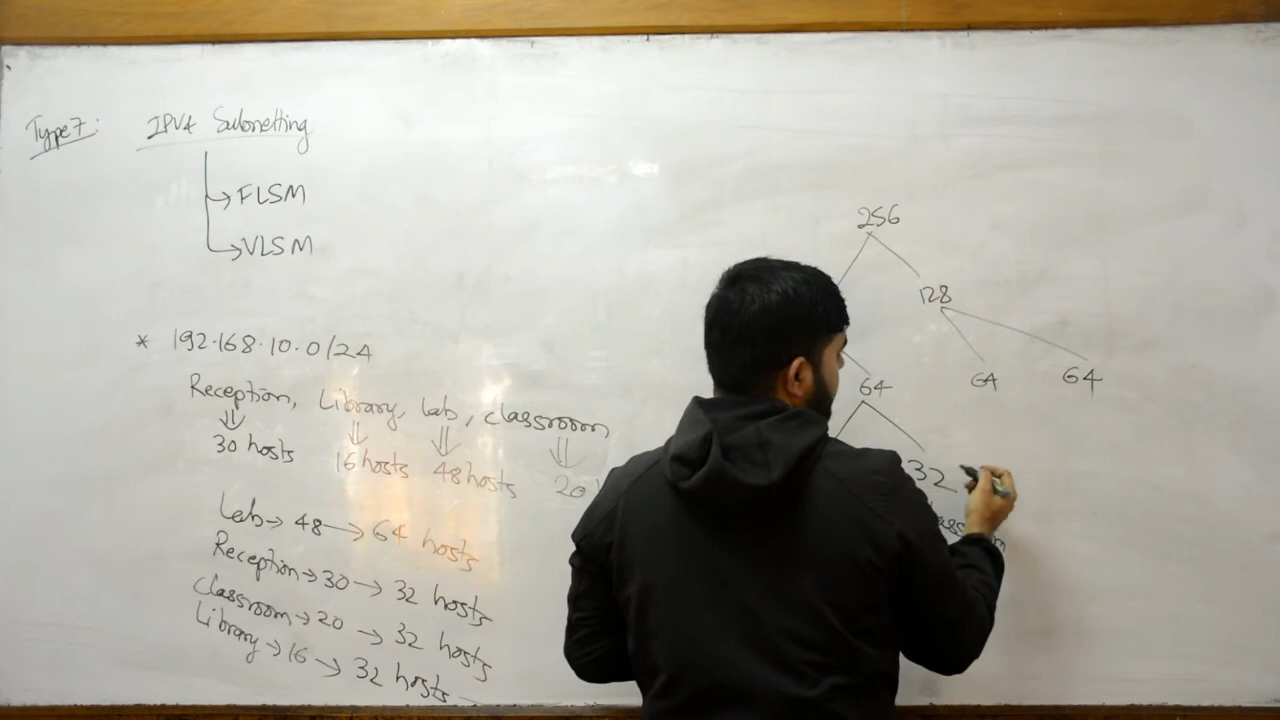 Type 7: IPV4 Subnetting
FLSM
VLSM
* 192.168.10.0/24
Reception, Library, Lab, classroom
30 hosts 16 hosts 48 hosts 20
Lab → 48 → 64 hosts
Reception → 30 → 32 hosts
Classroom → 20 → 32 hosts
Library → 16 → 32 hosts
256
128
64 64 64
32